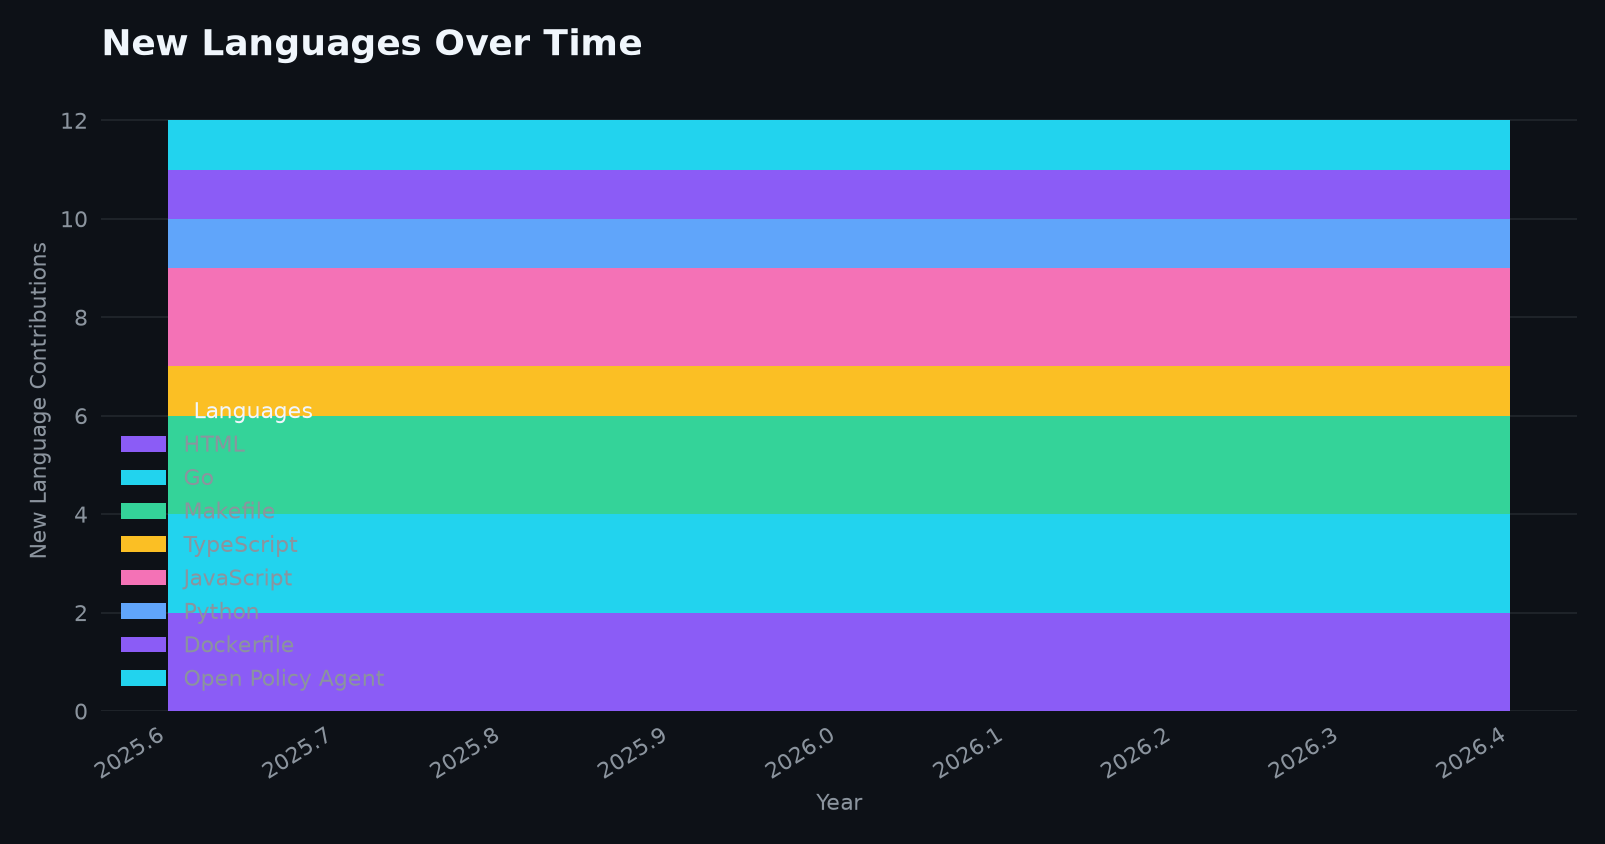 New Languages Over Time
12
10
8
6
4
2
0
New Language Contributions
Languages
HTML
Go
Makefile
TypeScript
JavaScript
Python
Dockerfile
Open Policy Agent
2025.6
2025.7
2025.8
2025.9
2026.0
2026.1
2026.2
2026.3
2026.4
Year